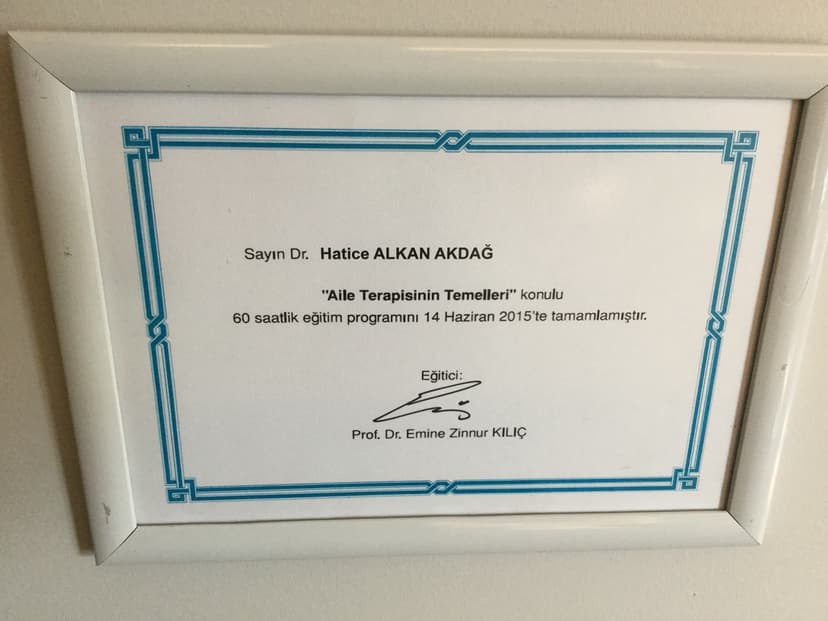 Sayın Dr. Hatice ALKAN AKDAĞ
"Aile Terapisinin Temelleri" konulu
60 saatlik eğitim programını 14 Haziran 2015'te tamamlamıştır.
Eğitici:
Prof. Dr. Emine Zinnur KILIÇ